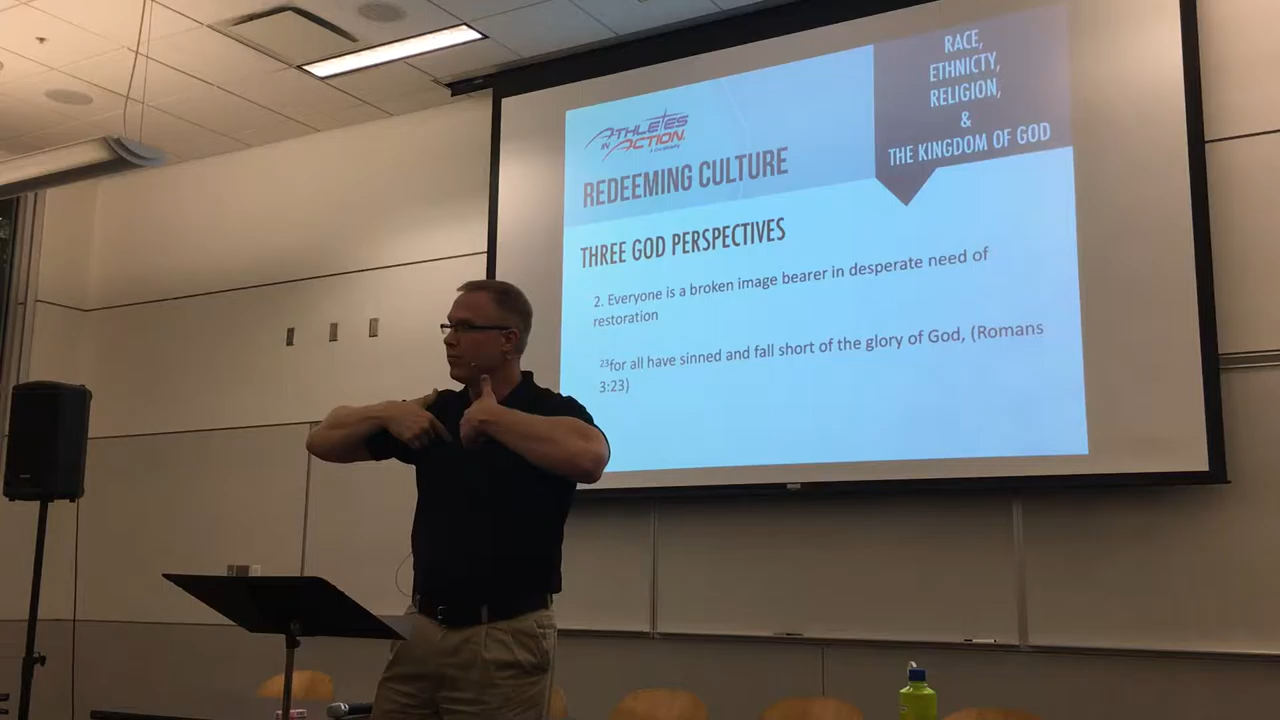 RACE,
ETHNICTY,
RELIGION,
&
THE KINGDOM OF GOD
ATHLETES
IN ACTION
REDEEMING CULTURE
THREE GOD PERSPECTIVES
2. Everyone is a broken image bearer in desperate need of
restoration
23for all have sinned and fall short of the glory of God, (Romans
3:23)